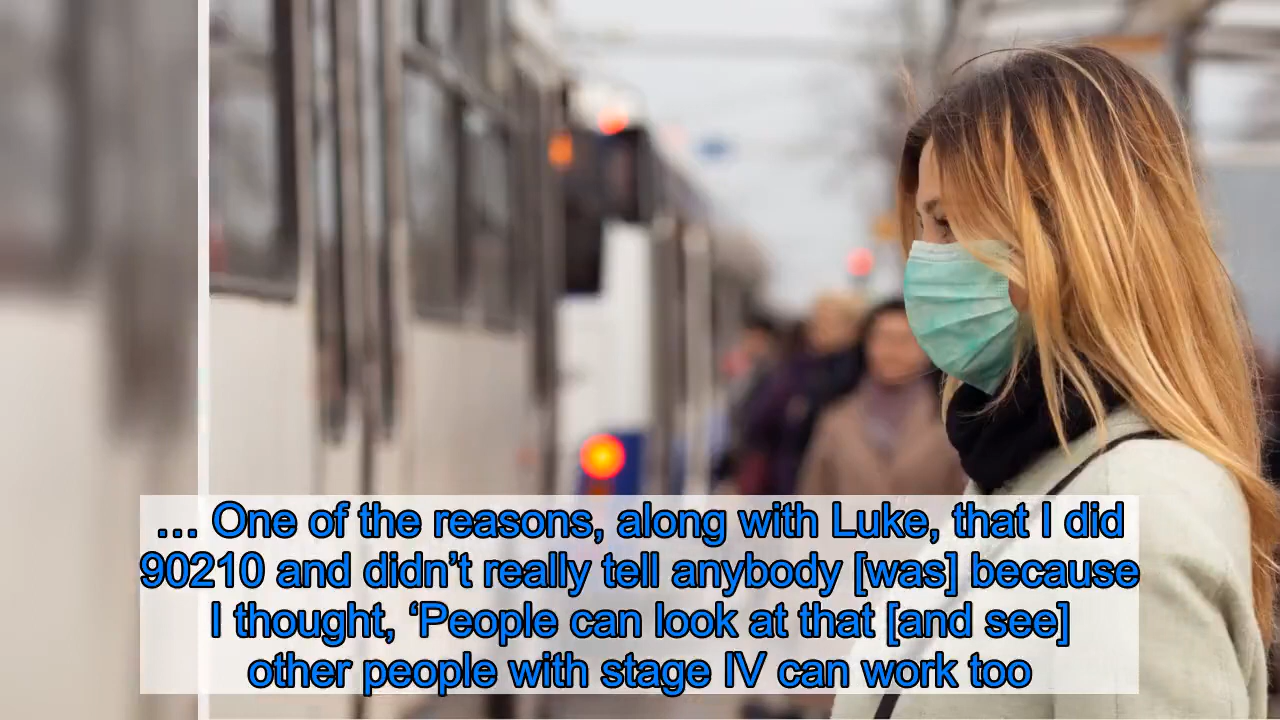 … One of the reasons, along with Luke, that I did
90210 and didn’t really tell anybody [was] because
I thought, ‘People can look at that [and see]
other people with stage IV can work too